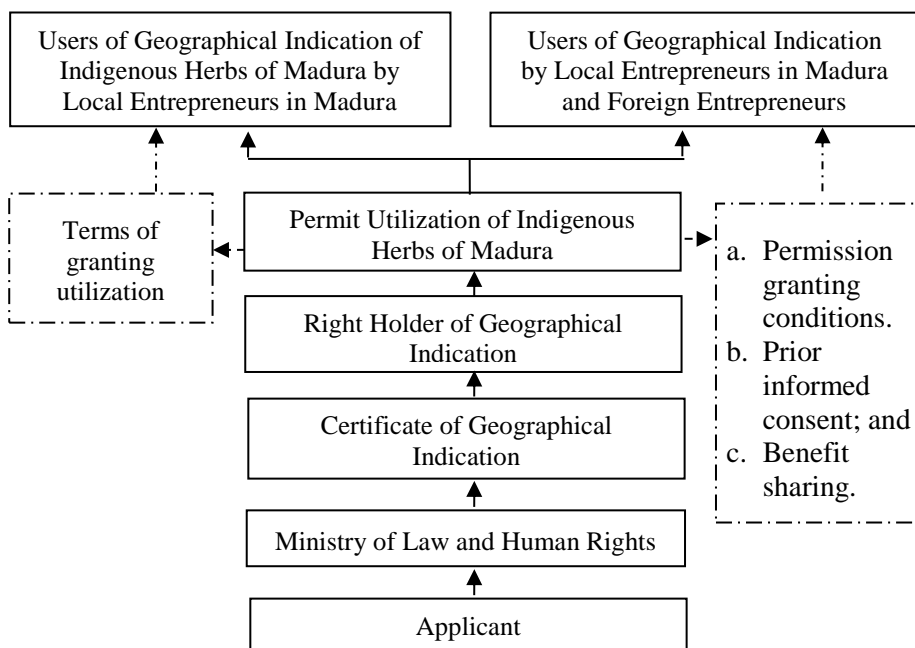 Users of Geographical Indication of
Indigenous Herbs of Madura by
Local Entrepreneurs in Madura
Users of Geographical Indication
by Local Entrepreneurs in Madura
and Foreign Entrepreneurs
Terms of
granting
utilization
Permit Utilization of Indigenous
Herbs of Madura
a. Permission
granting
conditions.
b. Prior
informed
consent; and
c. Benefit
sharing.
Right Holder of Geographical
Indication
Certificate of Geographical
Indication
Ministry of Law and Human Rights
Applicant